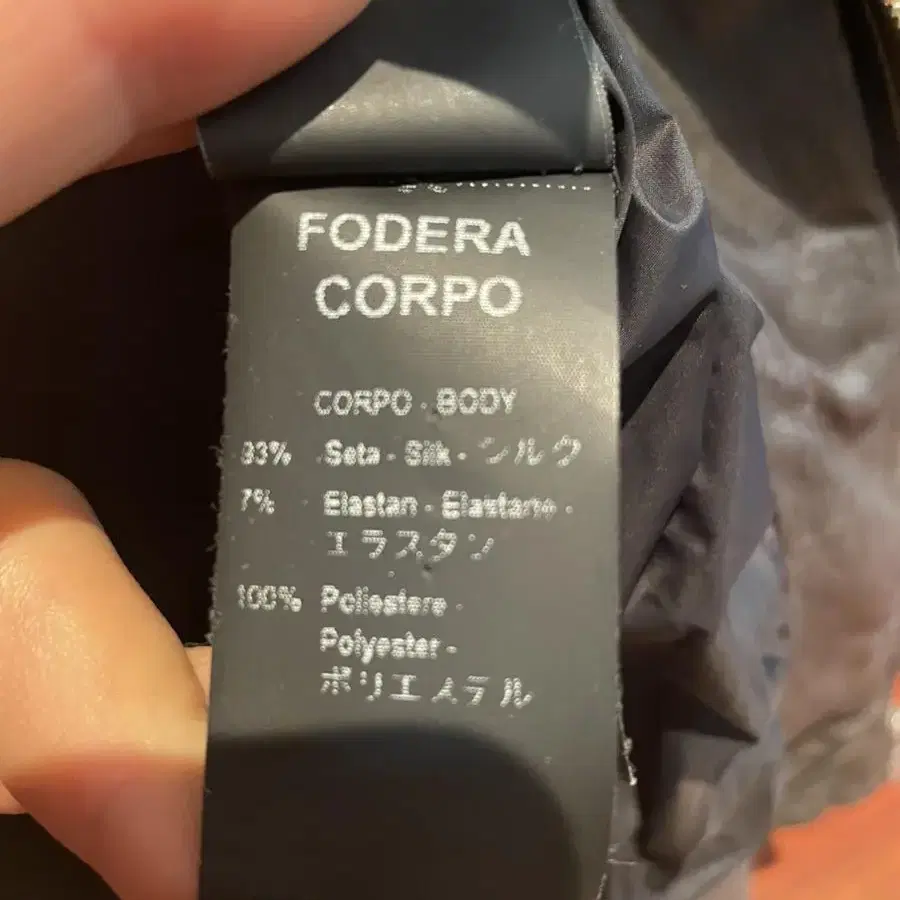 FODERA
CORPO
CORPO - BODY
93% Seta - Silk - シルク
7% Elastan - Elastane -
エラスタン
100% Poliestere -
Polyester -
ポリエステル